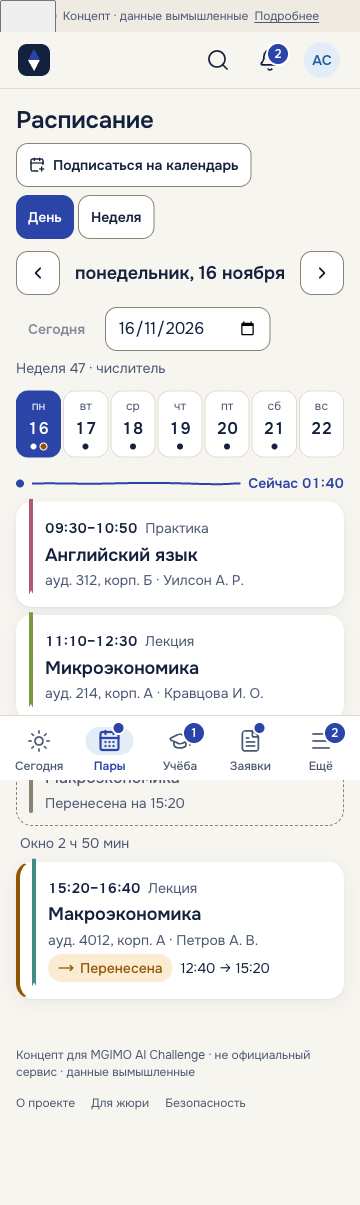 Концепт · данные вымышленные Подробнее
2
АС
Расписание
Подписаться на календарь
День Неделя
понедельник, 16 ноября
Сегодня 16/11/2026
Неделя 47 · числитель
пн вт ср чт пт сб вс
16 17 18 19 20 21 22
Сейчас 01:40
09:30–10:50 Практика
Английский язык
ауд. 312, корп. Б · Уилсон А. Р.
11:10–12:30 Лекция
Микроэкономика
ауд. 214, корп. А · Кравцова И. О.
1 2
Сегодня Пары Учёба Заявки Ещё
Макроэкономика
Перенесена на 15:20
Окно 2 ч 50 мин
15:20–16:40 Лекция
Макроэкономика
ауд. 4012, корп. А · Петров А. В.
→ Перенесена 12:40 → 15:20
Концепт для MGIMO AI Challenge · не официальный
сервис · данные вымышленные
О проекте Для жюри Безопасность